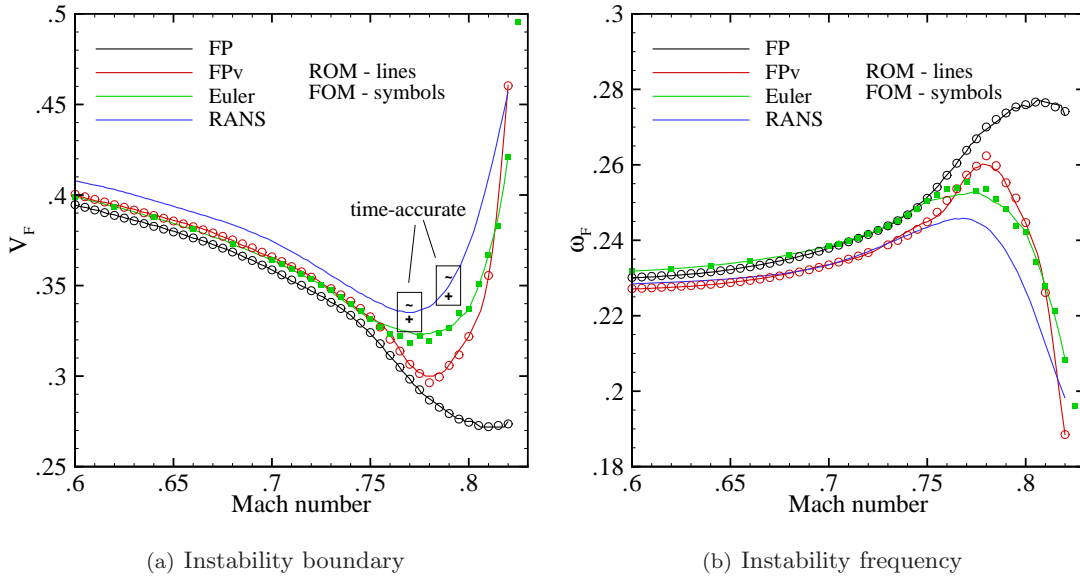 .5
.45
.4
.35
.3
.25
V_F
FP
FPv
Euler
RANS
ROM - lines
FOM - symbols
time-accurate
~
+
~
+
.6 .65 .7 .75 .8
Mach number
(a) Instability boundary
.3
.28
.26
.24
.22
.2
.18
ω_F
FP
FPv
Euler
RANS
ROM - lines
FOM - symbols
.6 .65 .7 .75 .8
Mach number
(b) Instability frequency